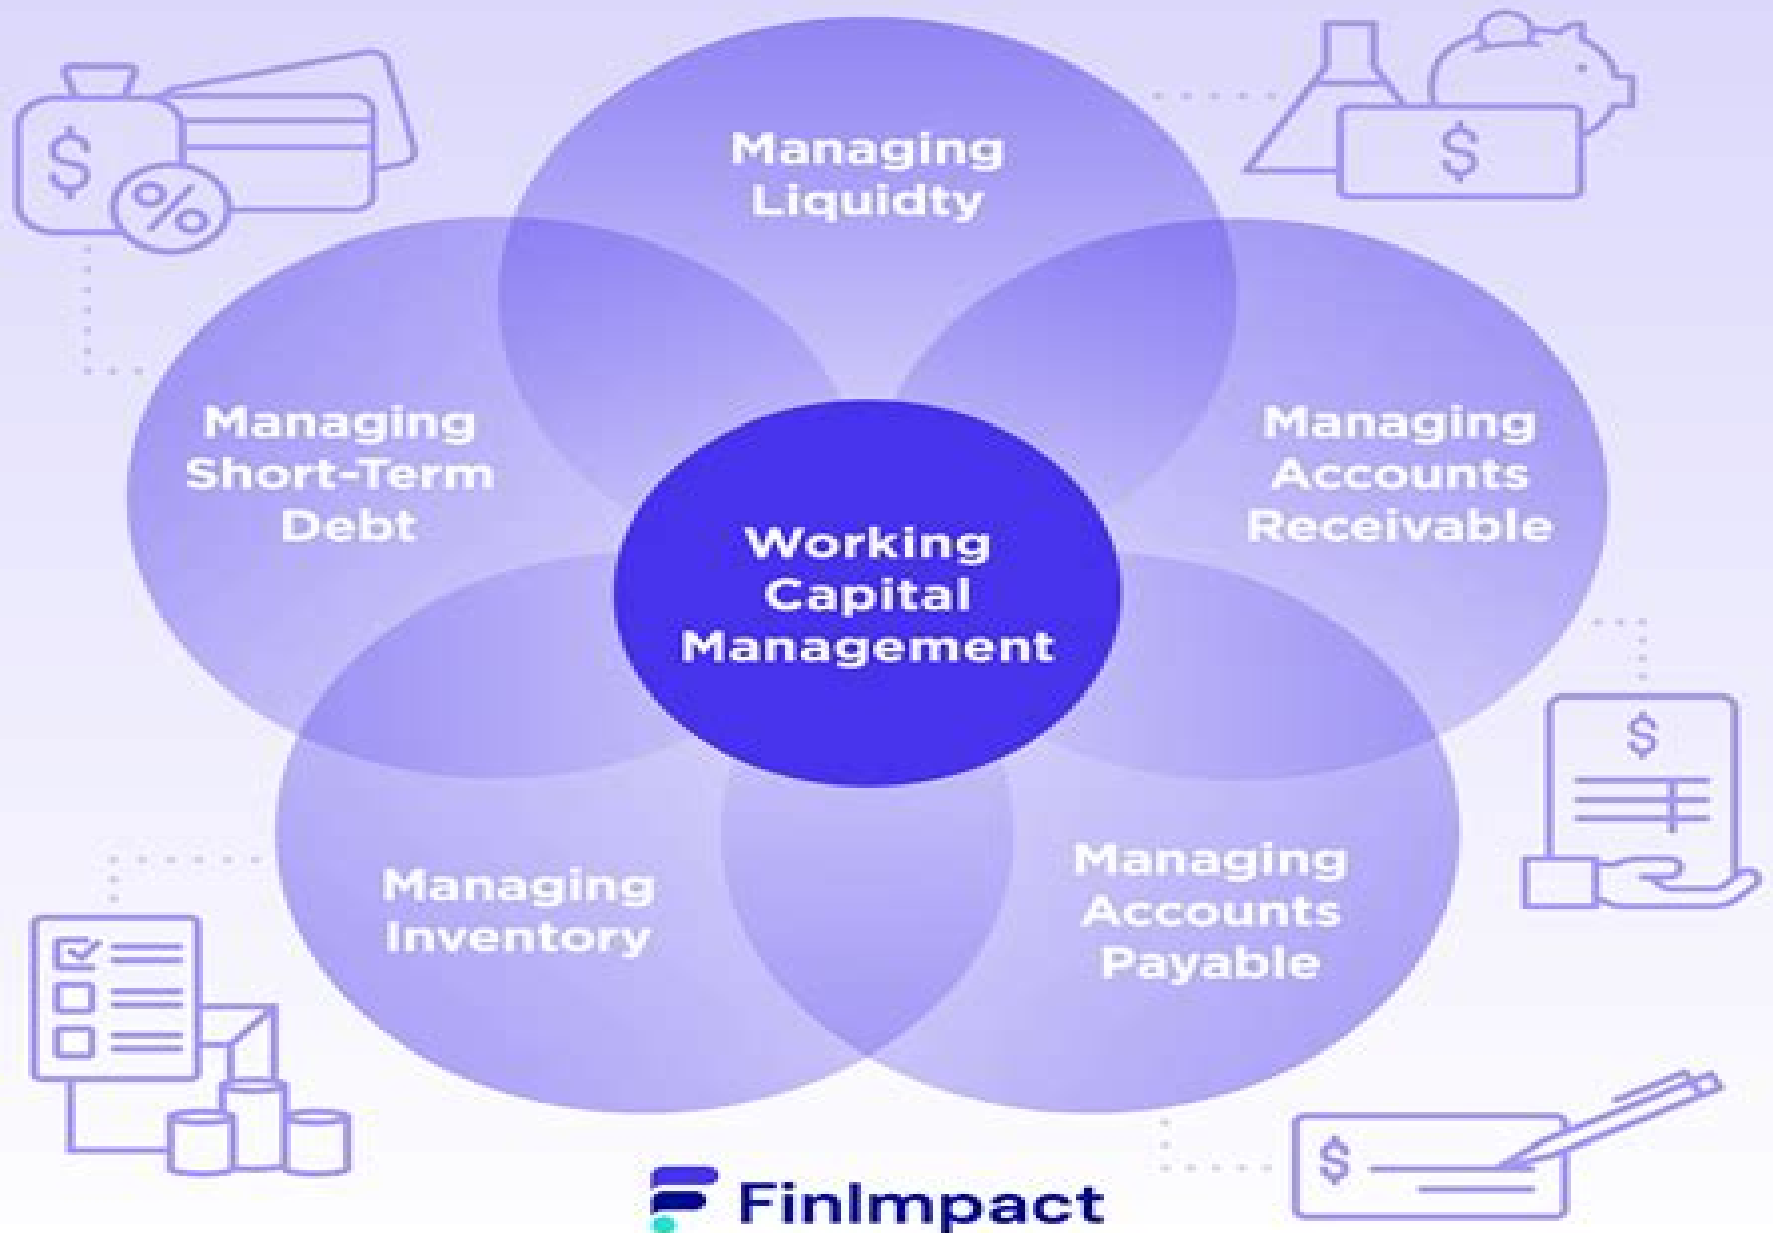 Managing
Liquidty
Managing
Short-Term
Debt
Managing
Accounts
Receivable
Working
Capital
Management
Managing
Inventory
Managing
Accounts
Payable
$
%
$
$
$
FinImpact